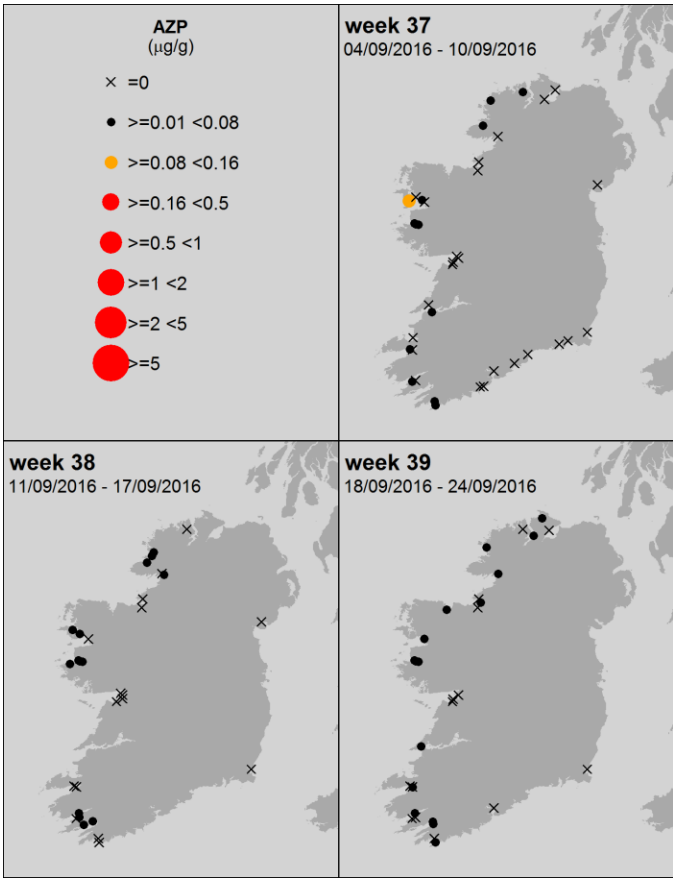 AZP
(µg/g)
=0
>=0.01 <0.08
>=0.08 <0.16
>=0.16 <0.5
>=0.5 <1
>=1 <2
>=2 <5
>=5
week 37
04/09/2016 - 10/09/2016
week 38
11/09/2016 - 17/09/2016
week 39
18/09/2016 - 24/09/2016